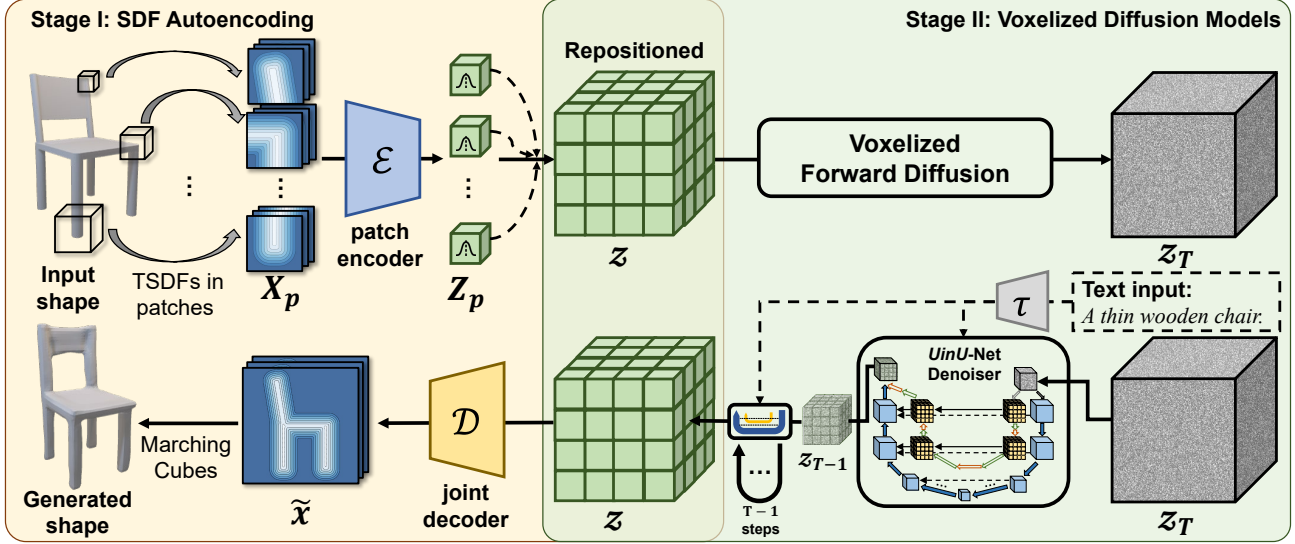 Stage I: SDF Autoencoding
Stage II: Voxelized Diffusion Models
Repositioned
ℰ
patch
encoder
Voxelized
Forward Diffusion
Input
shape
TSDFs in
patches
X_p
Z_p
z
z_T
τ
Text input:
A thin wooden chair.
UinU-Net
Denoiser
𝒟
Marching
Cubes
z_{T−1}
...
T − 1
steps
Generated
shape
x̃
joint
decoder
z
z_T